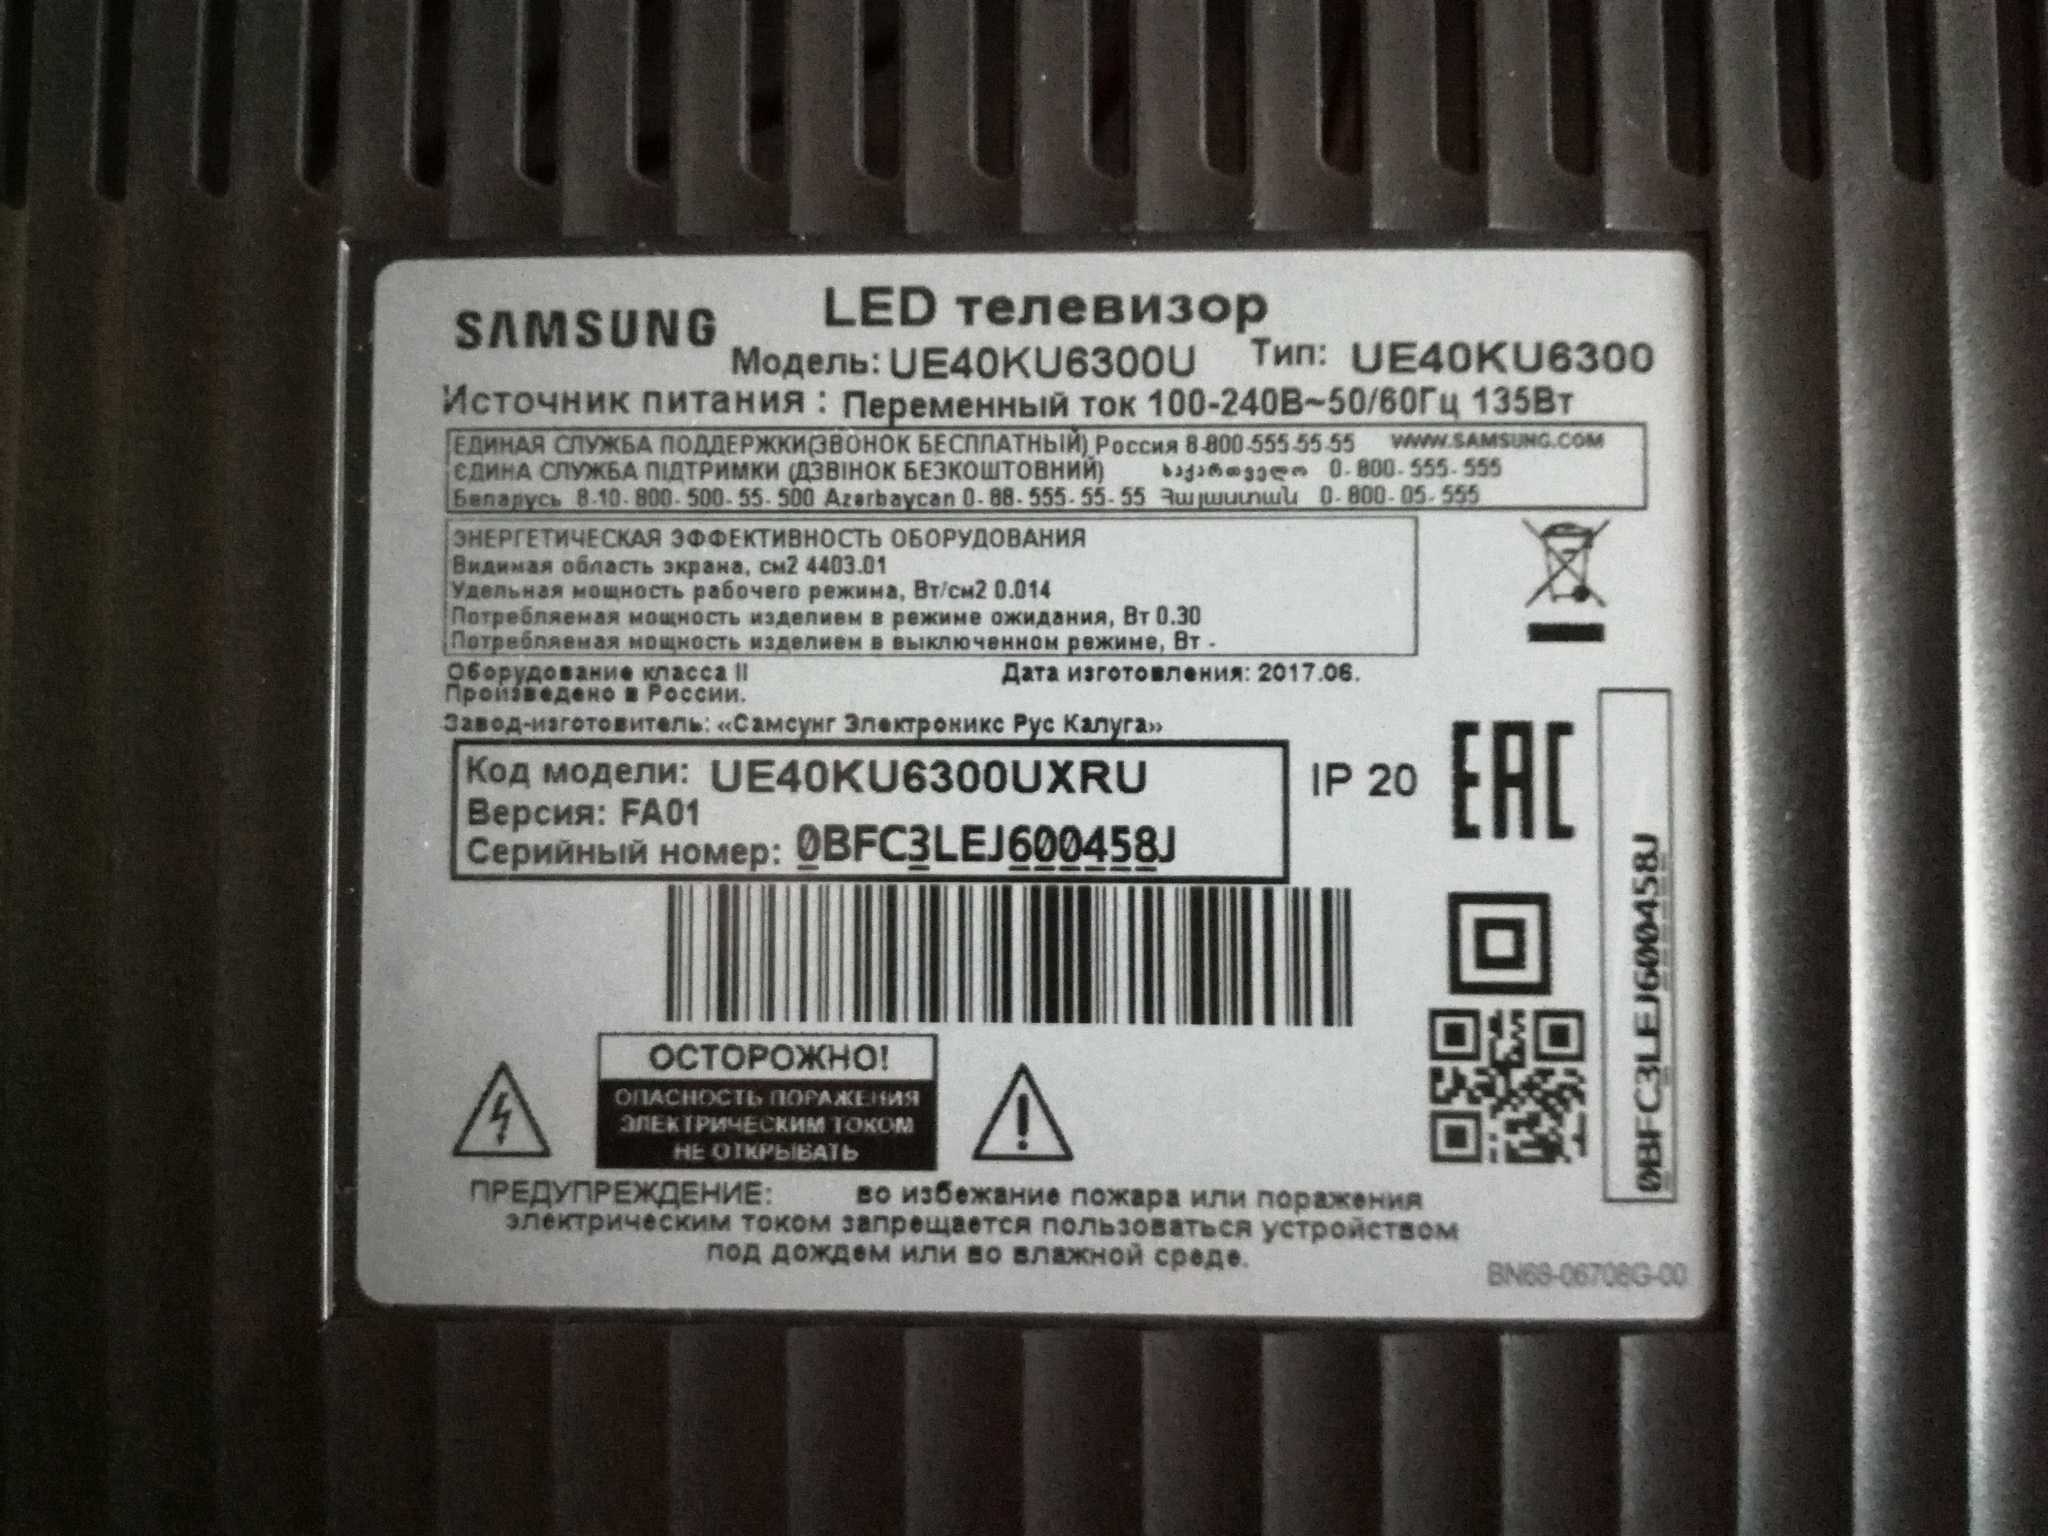 SAMSUNG LED телевизор
Модель: UE40KU6300U Тип: UE40KU6300
Источник питания : Переменный ток 100-240В~50/60Гц 135Вт
ЕДИНАЯ СЛУЖБА ПОДДЕРЖКИ(ЗВОНОК БЕСПЛАТНЫЙ) Россия 8-800-555-55-55 WWW.SAMSUNG.COM
ЄДИНА СЛУЖБА ПІДТРИМКИ (ДЗВІНОК БЕЗКОШТОВНИЙ) საქართველო 0-800-555-555
Беларусь 8-10-800-500-55-500 Azərbaycan 0-88-555-55-55 Հայաստան 0-800-05-555
ЭНЕРГЕТИЧЕСКАЯ ЭФФЕКТИВНОСТЬ ОБОРУДОВАНИЯ
Видимая область экрана, см2 4403.01
Удельная мощность рабочего режима, Вт/см2 0.014
Потребляемая мощность изделием в режиме ожидания, Вт 0.30
Потребляемая мощность изделием в выключенном режиме, Вт -
Оборудование класса II Дата изготовления: 2017.06.
Произведено в России.
Завод-изготовитель: «Самсунг Электроникс Рус Калуга»
Код модели: UE40KU6300UXRU
Версия: FA01
Серийный номер: 0BFC3LEJ600458J
IP 20 EAC
0BFC3LEJ600458J
ОСТОРОЖНО!
ОПАСНОСТЬ ПОРАЖЕНИЯ
ЭЛЕКТРИЧЕСКИМ ТОКОМ
НЕ ОТКРЫВАТЬ
ПРЕДУПРЕЖДЕНИЕ: во избежание пожара или поражения
электрическим током запрещается пользоваться устройством
под дождем или во влажной среде.
BN68-06708G-00